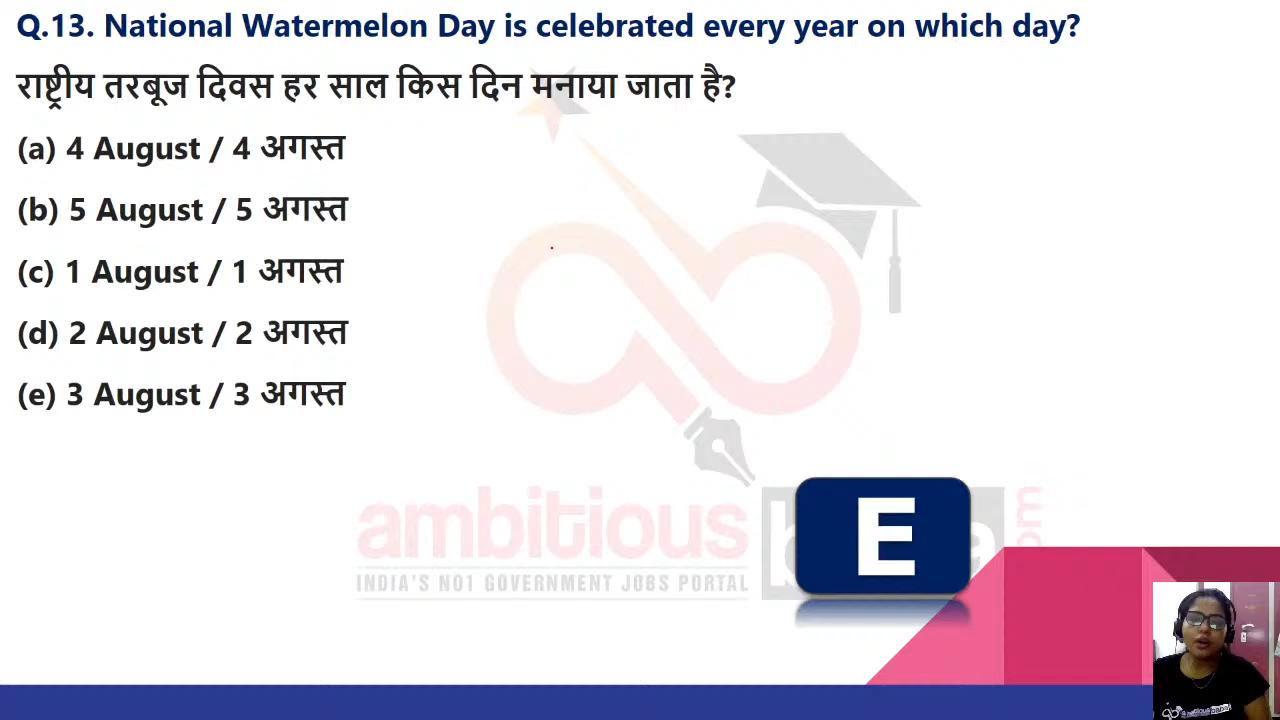 Q.13. National Watermelon Day is celebrated every year on which day?
राष्ट्रीय तरबूज दिवस हर साल किस दिन मनाया जाता है?
(a) 4 August / 4 अगस्त
(b) 5 August / 5 अगस्त
(c) 1 August / 1 अगस्त
(d) 2 August / 2 अगस्त
(e) 3 August / 3 अगस्त
E
ambitious
INDIA'S NO1 GOVERNMENT JOBS PORTAL